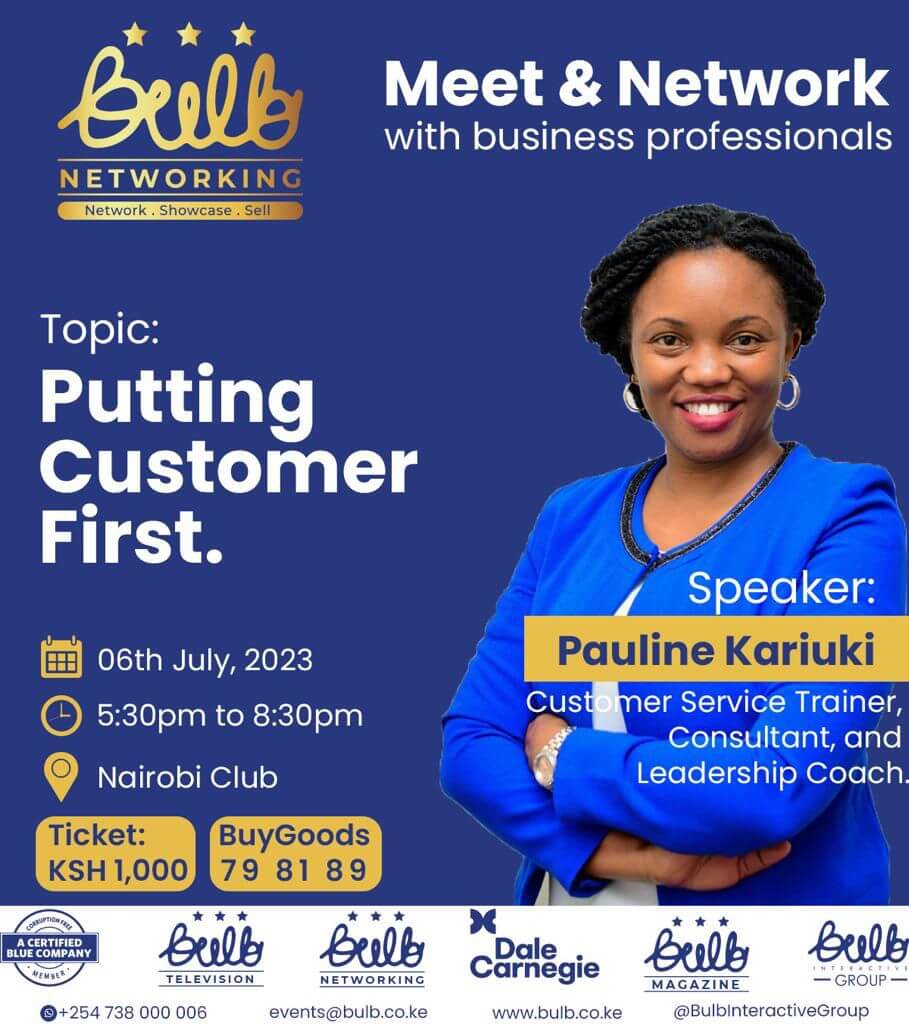 Bulb
NETWORKING
Network . Showcase . Sell
Meet & Network
with business professionals
Topic:
Putting
Customer
First.
06th July, 2023
5:30pm to 8:30pm
Nairobi Club
Ticket:
KSH 1,000
BuyGoods
79 81 89
Speaker:
Pauline Kariuki
Customer Service Trainer,
Consultant, and
Leadership Coach.
CORRUPTION FREE
A CERTIFIED
BLUE COMPANY
MEMBER
Bulb
TELEVISION
Bulb
NETWORKING
Dale
Carnegie
Bulb
MAGAZINE
Bulb
INTERACTIVE
GROUP
+254 738 000 006
events@bulb.co.ke
www.bulb.co.ke
@BulbInteractiveGroup